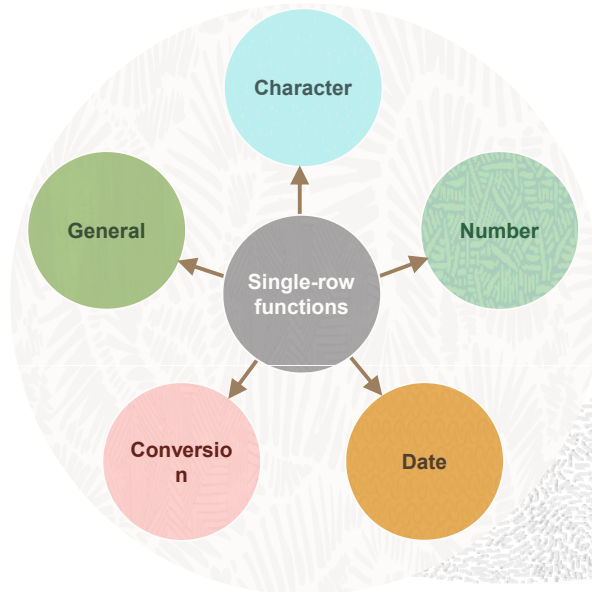 Character
General
Number
Single-row
functions
Conversio
n
Date